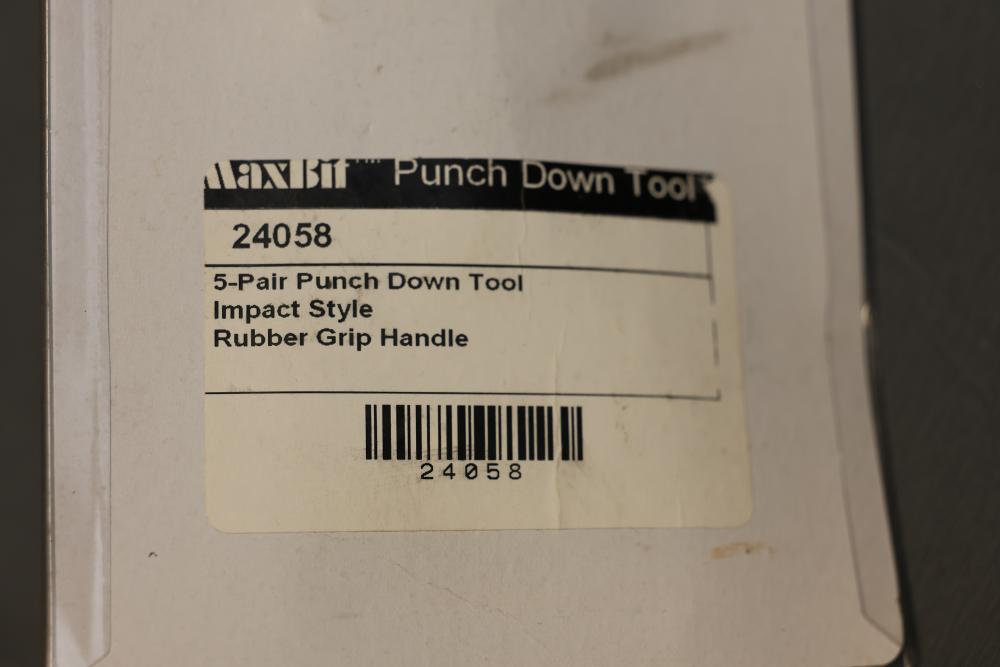 MaxBit™ Punch Down Tool
24058
5-Pair Punch Down Tool
Impact Style
Rubber Grip Handle
24058